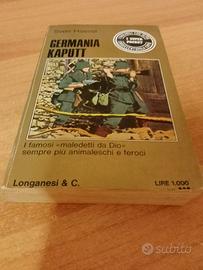 Sven Hassel
GERMANIA
KAPUTT
I famosi «maledetti da Dio»
sempre più animaleschi e feroci
Longanesi & C.
LIRE 1.000
subito